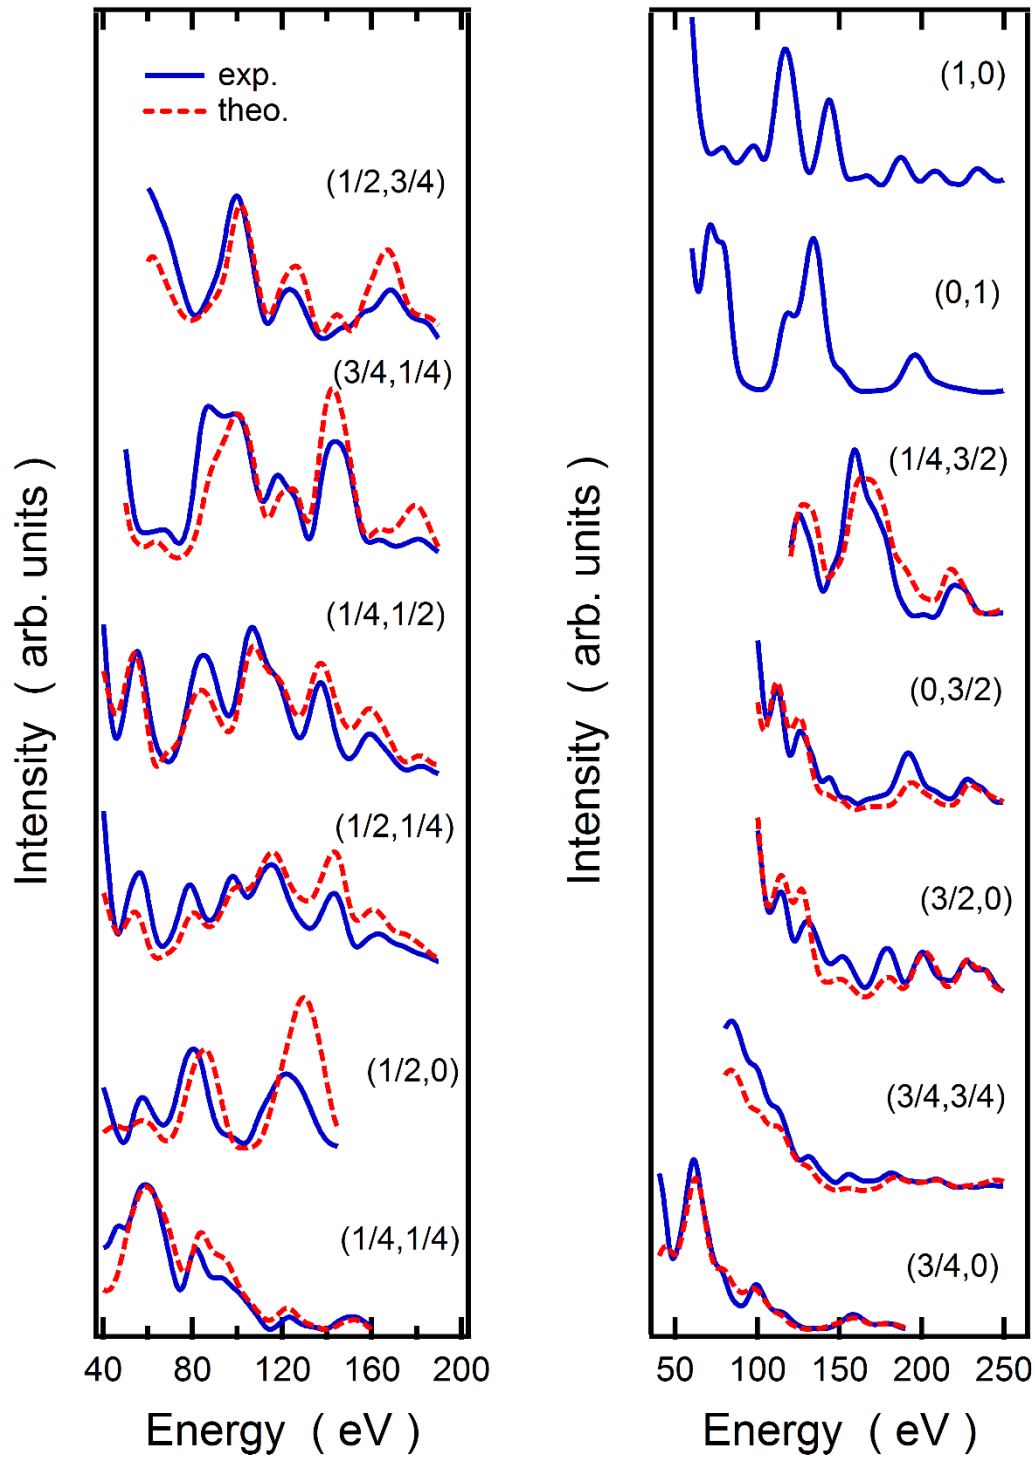 exp.
theo.
(1/2,3/4)
(3/4,1/4)
(1/4,1/2)
(1/2,1/4)
(1/2,0)
(1/4,1/4)
Intensity ( arb. units )
40 80 120 160 200
Energy ( eV )
(1,0)
(0,1)
(1/4,3/2)
(0,3/2)
(3/2,0)
(3/4,3/4)
(3/4,0)
Intensity ( arb. units )
50 100 150 200 250
Energy ( eV )